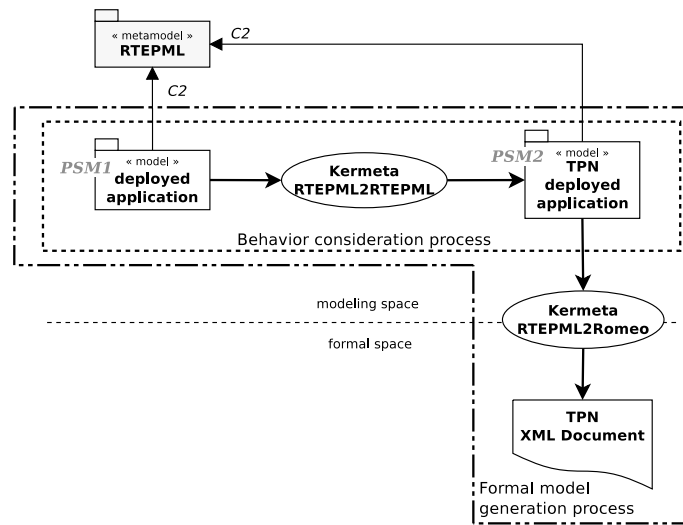 « metamodel »
RTEPML
C2
C2
PSM1
« model »
deployed
application
Kermeta
RTEPML2RTEPML
PSM2
« model »
TPN
deployed
application
Behavior consideration process
modeling space
formal space
Kermeta
RTEPML2Romeo
TPN
XML Document
Formal model
generation process